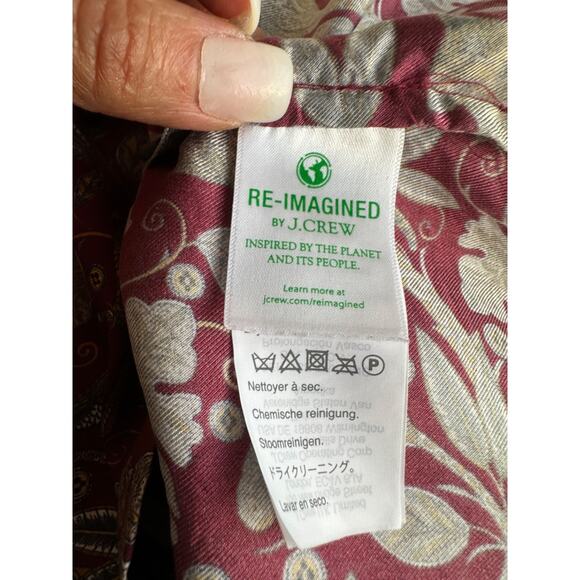 RE-IMAGINED
BY J.CREW
INSPIRED BY THE PLANET
AND ITS PEOPLE.
Learn more at
jcrew.com/reimagined
P
Nettoyer à sec.
Chemische reinigung.
Stoomreinigen.
ドライクリーニング。
Lavar en seco.